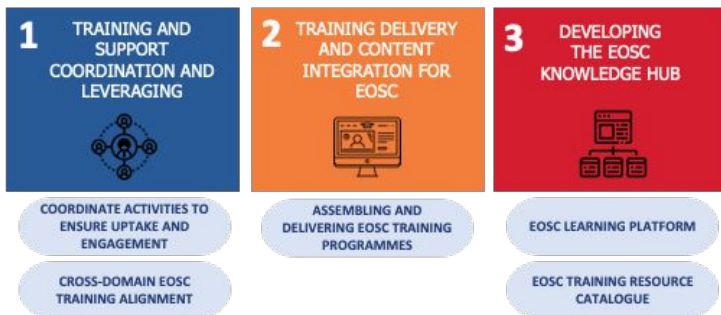 1
TRAINING AND
SUPPORT
COORDINATION AND
LEVERAGING
COORDINATE ACTIVITIES TO
ENSURE UPTAKE AND
ENGAGEMENT
CROSS-DOMAIN EOSC
TRAINING ALIGNMENT
2
TRAINING DELIVERY
AND CONTENT
INTEGRATION FOR
EOSC
ASSEMBLING AND
DELIVERING EOSC TRAINING
PROGRAMMES
3
DEVELOPING
THE EOSC
KNOWLEDGE HUB
EOSC LEARNING PLATFORM
EOSC TRAINING RESOURCE
CATALOGUE